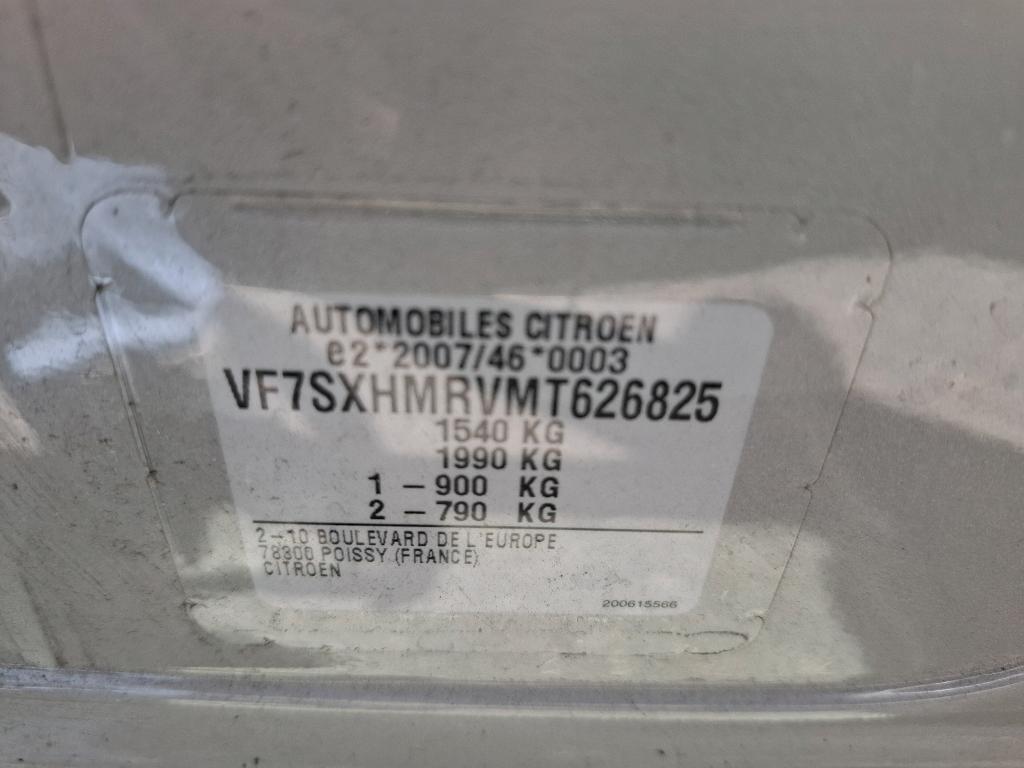 AUTOMOBILES CITROEN
e2*2007/46*0003
VF7SXHMRVMT626825
1540 KG
1990 KG
1 – 900 KG
2 – 790 KG
2–10 BOULEVARD DE L'EUROPE
78300 POISSY (FRANCE)
CITROEN
200615566